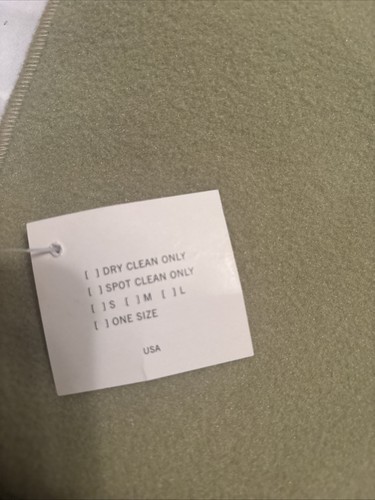 [ ] DRY CLEAN ONLY
[ ] SPOT CLEAN ONLY
[ ] S [ ] M [ ] L
[ ] ONE SIZE
USA